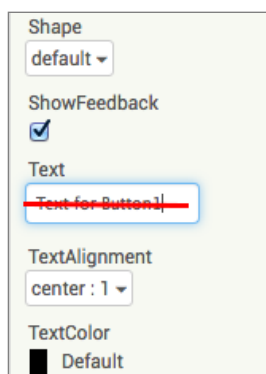 Shape
default
ShowFeedback
Text
Text for Button1
TextAlignment
center : 1
TextColor
Default